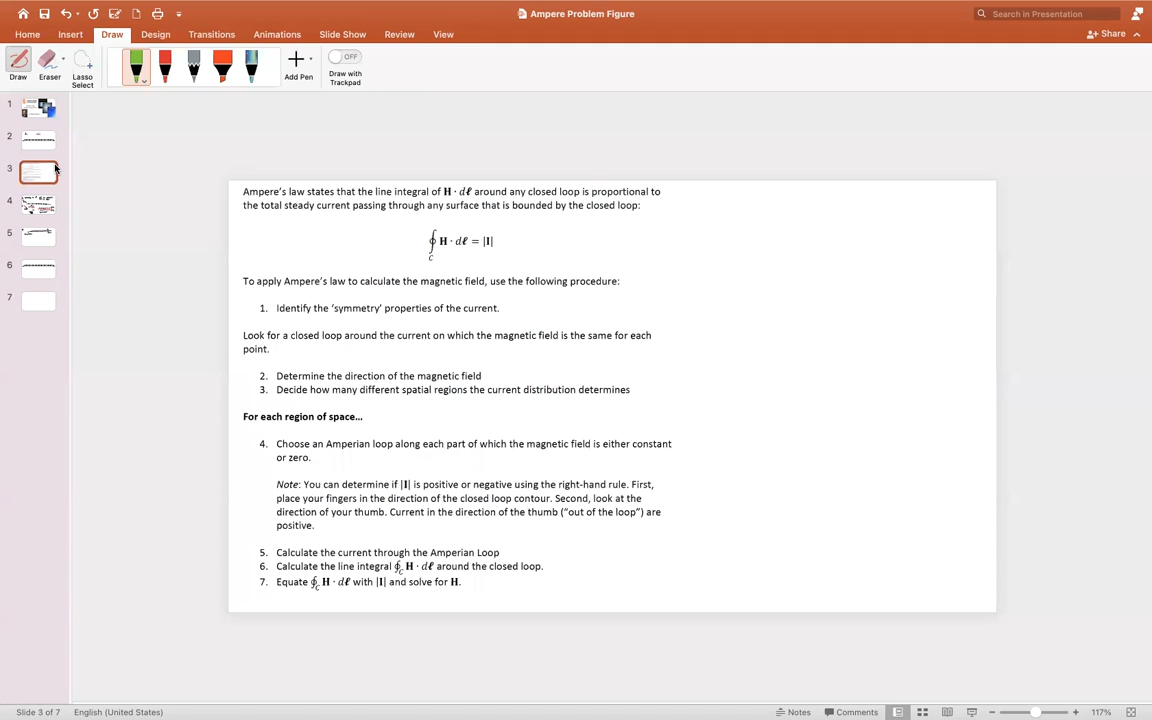 Ampere Problem Figure
Search in Presentation
Home Insert Draw Design Transitions Animations Slide Show Review View
Share
OFF
Draw Eraser Lasso Select Add Pen Draw with Trackpad
1
2
3
4
5
6
7
Ampere's law states that the line integral of H · dℓ around any closed loop is proportional to
the total steady current passing through any surface that is bounded by the closed loop:
∮_C H · dℓ = |I|
To apply Ampere's law to calculate the magnetic field, use the following procedure:
1. Identify the 'symmetry' properties of the current.
Look for a closed loop around the current on which the magnetic field is the same for each
point.
2. Determine the direction of the magnetic field
3. Decide how many different spatial regions the current distribution determines
For each region of space...
4. Choose an Amperian loop along each part of which the magnetic field is either constant
or zero.
Note: You can determine if |I| is positive or negative using the right-hand rule. First,
place your fingers in the direction of the closed loop contour. Second, look at the
direction of your thumb. Current in the direction of the thumb ("out of the loop") are
positive.
5. Calculate the current through the Amperian Loop
6. Calculate the line integral ∮_C H · dℓ around the closed loop.
7. Equate ∮_C H · dℓ with |I| and solve for H.
Slide 3 of 7 English (United States)
Notes Comments 117%